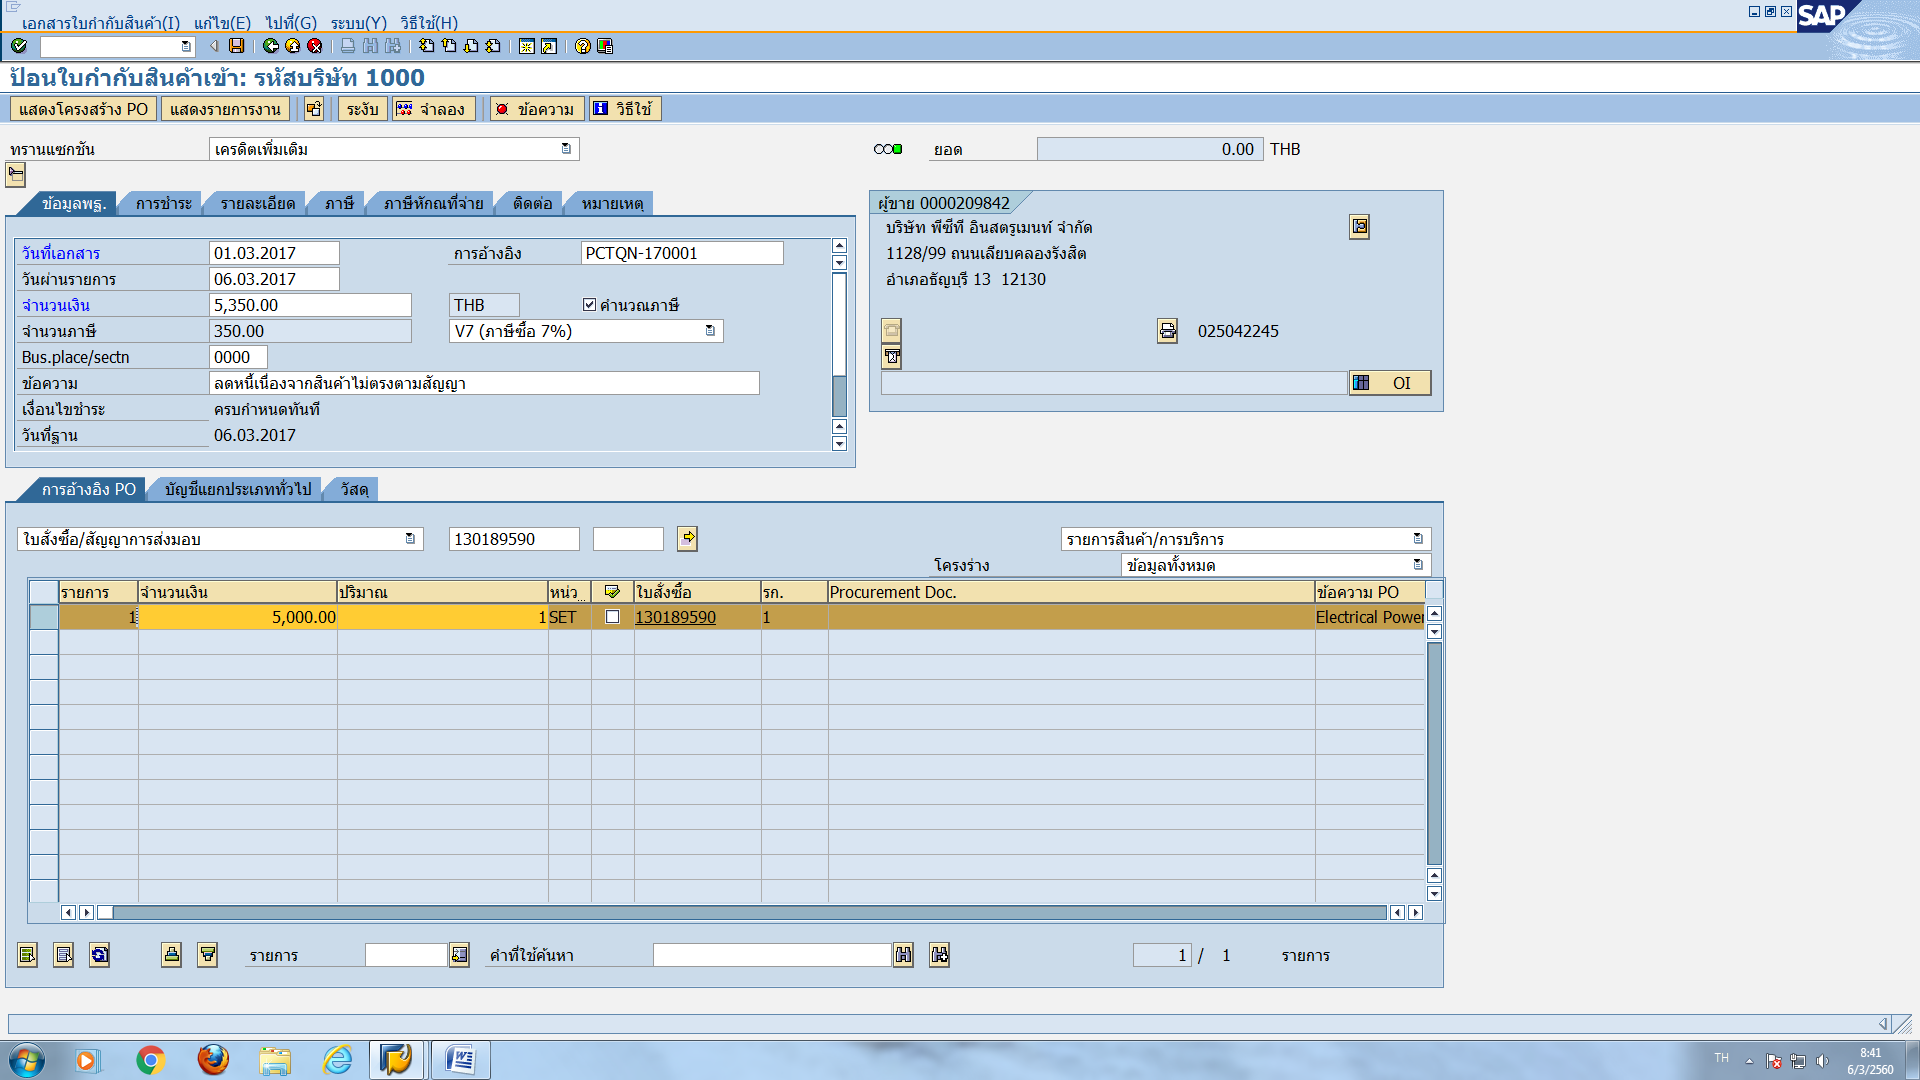 เอกสารใบกำกับสินค้า(I) แก้ไข(E) ไปที่(G) ระบบ(Y) วิธีใช้(H)
SAP
ป้อนใบกำกับสินค้าเข้า: รหัสบริษัท 1000
แสดงโครงสร้าง PO แสดงรายการงาน ระงับ จำลอง ข้อความ วิธีใช้
ทรานแซกชัน เครดิตเพิ่มเติม ยอด 0.00 THB
ข้อมูลพฐ. การชำระ รายละเอียด ภาษี ภาษีหักณที่จ่าย ติดต่อ หมายเหตุ
วันที่เอกสาร 01.03.2017 การอ้างอิง PCTQN-170001
วันผ่านรายการ 06.03.2017
จำนวนเงิน 5,350.00 THB คำนวณภาษี
จำนวนภาษี 350.00 V7 (ภาษีซื้อ 7%)
Bus.place/sectn 0000
ข้อความ ลดหนี้เนื่องจากสินค้าไม่ตรงตามสัญญา
เงื่อนไขชำระ ครบกำหนดทันที
วันที่ฐาน 06.03.2017
ผู้ขาย 0000209842
บริษัท พีซีที อินสตรูเมนท์ จำกัด
1128/99 ถนนเลียบคลองรังสิต
อำเภอธัญบุรี 13 12130
025042245
OI
การอ้างอิง PO บัญชีแยกประเภททั่วไป วัสดุ
ใบสั่งซื้อ/สัญญาการส่งมอบ 130189590 รายการสินค้า/การบริการ
โครงร่าง ข้อมูลทั้งหมด
รายการ จำนวนเงิน ปริมาณ หน่ว... ใบสั่งซื้อ รก. Procurement Doc. ข้อความ PO
1 5,000.00 1 SET 130189590 1 Electrical Power
รายการ คำที่ใช้ค้นหา 1 / 1 รายการ
TH 8:41
6/3/2560